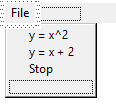 File
y = x^2
y = x + 2
Stop